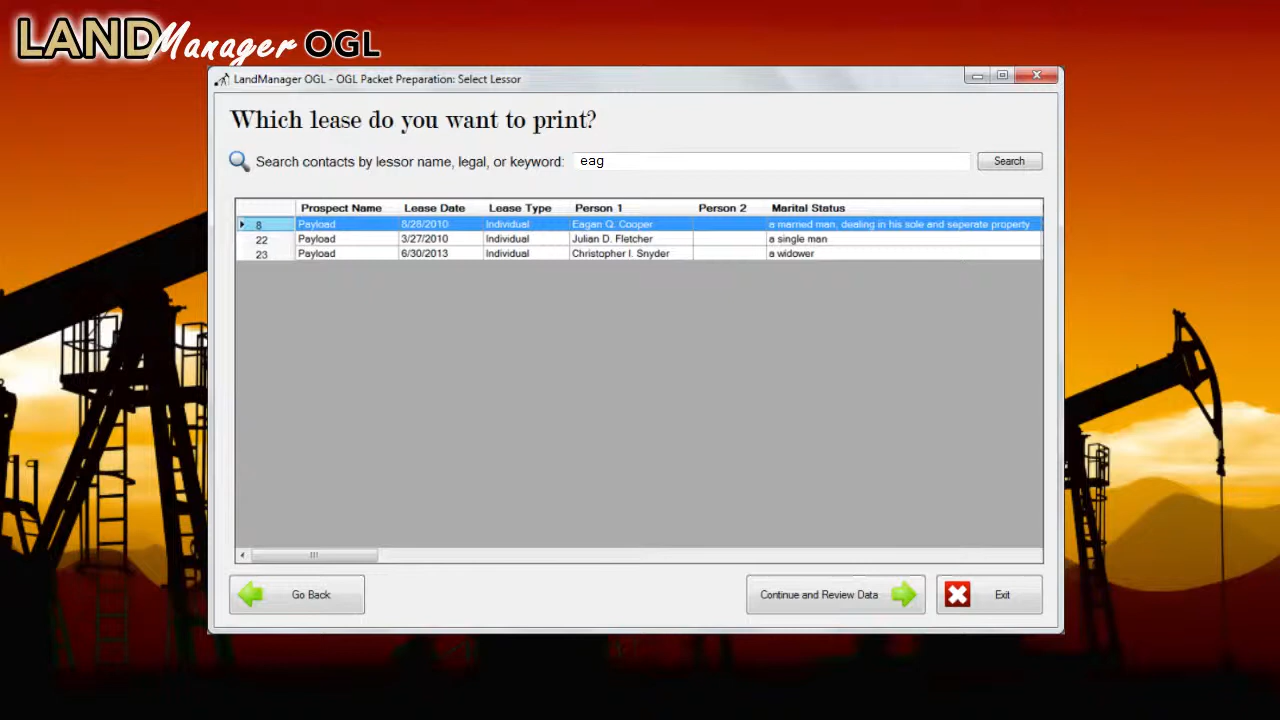 LANDManager OGL
LandManager OGL - OGL Packet Preparation: Select Lessor
Which lease do you want to print?
Search contacts by lessor name, legal, or keyword: eag Search
Prospect Name Lease Date Lease Type Person 1 Person 2 Marital Status
8 Payload 8/28/2010 Individual Eagan Q. Cooper a married man, dealing in his sole and seperate property
22 Payload 3/27/2010 Individual Julian D. Fletcher a single man
23 Payload 6/30/2013 Individual Christopher I. Snyder a widower
Go Back Continue and Review Data Exit